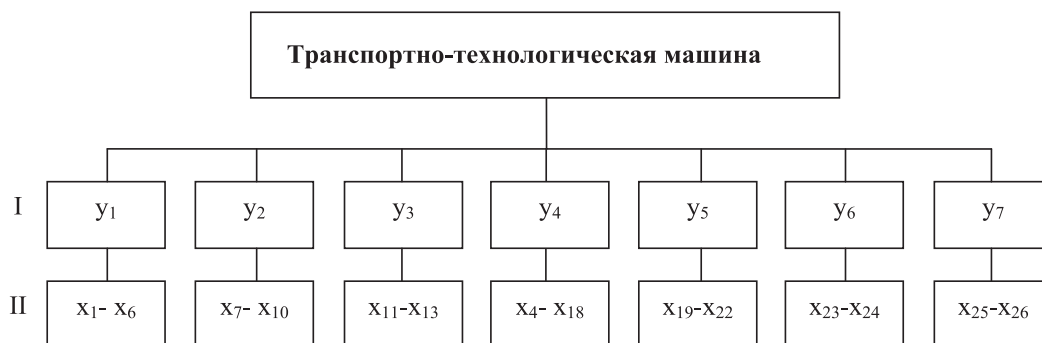 Транспортно-технологическая машина
I y₁ y₂ y₃ y₄ y₅ y₆ y₇
II x₁- x₆ x₇- x₁₀ x₁₁-x₁₃ x₄- x₁₈ x₁₉-x₂₂ x₂₃-x₂₄ x₂₅-x₂₆